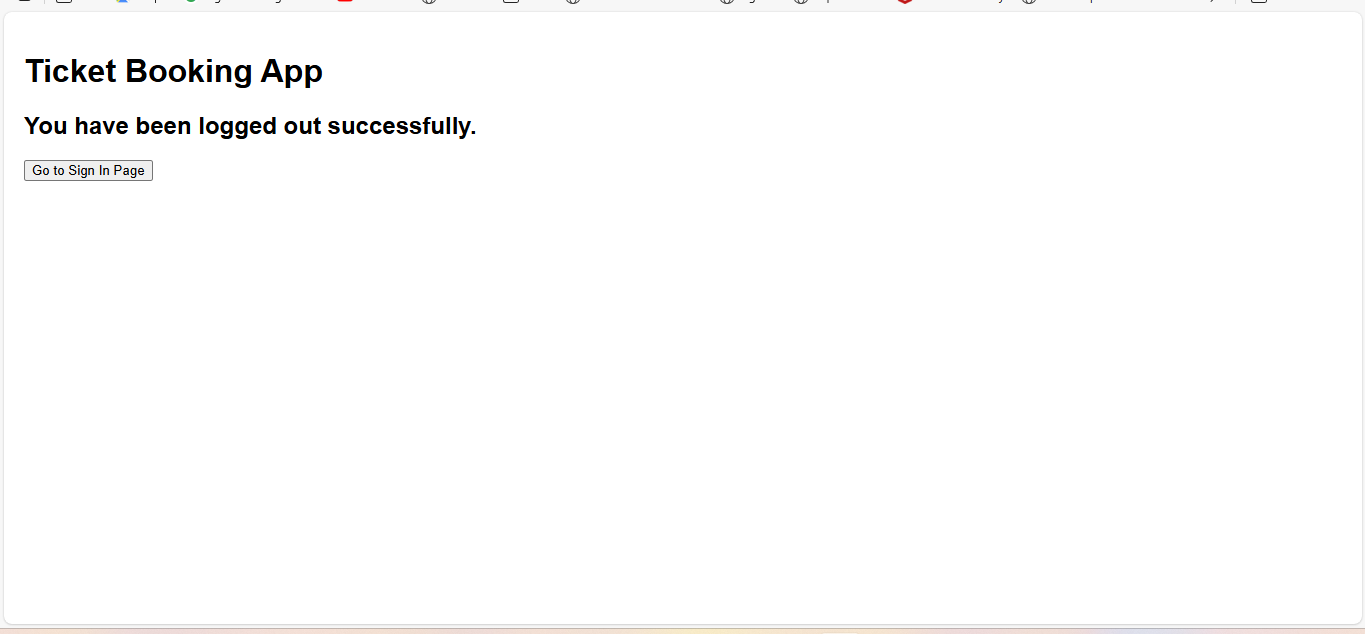 Ticket Booking App
You have been logged out successfully.
Go to Sign In Page